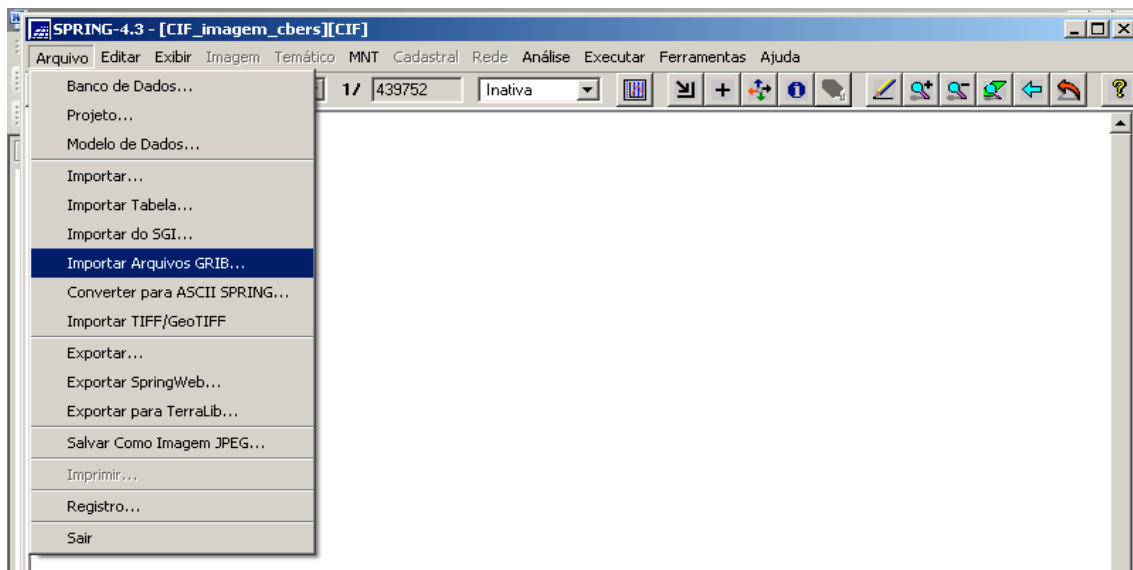 SPRING-4.3 - [CIF_imagem_cbers][CIF]
Arquivo Editar Exibir Imagem Temático MNT Cadastral Rede Análise Executar Ferramentas Ajuda
1/ 439752 Inativa
Banco de Dados...
Projeto...
Modelo de Dados...
Importar...
Importar Tabela...
Importar do SGI...
Importar Arquivos GRIB...
Converter para ASCII SPRING...
Importar TIFF/GeoTIFF
Exportar...
Exportar SpringWeb...
Exportar para TerraLib...
Salvar Como Imagem JPEG...
Imprimir...
Registro...
Sair